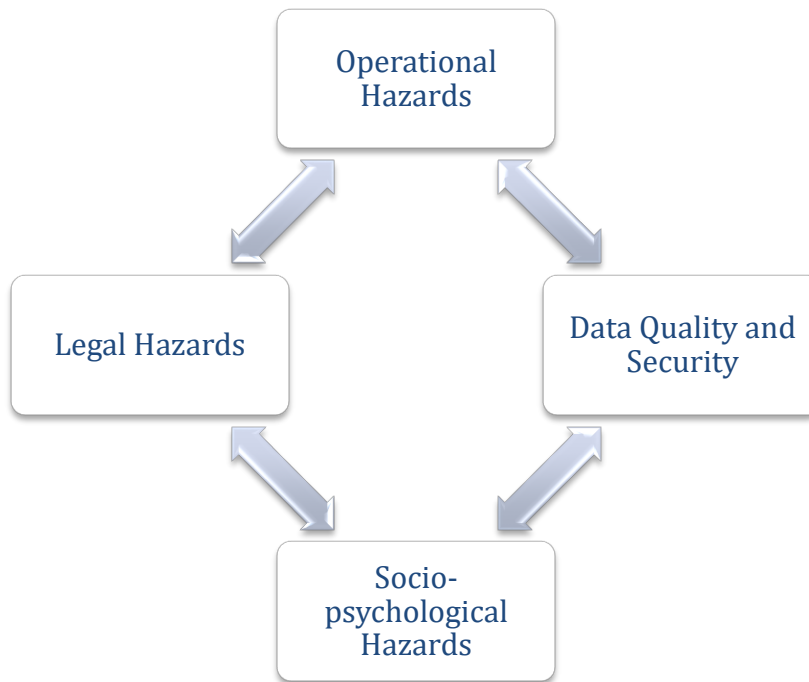 Operational
Hazards
Legal Hazards
Data Quality and
Security
Socio-
psychological
Hazards